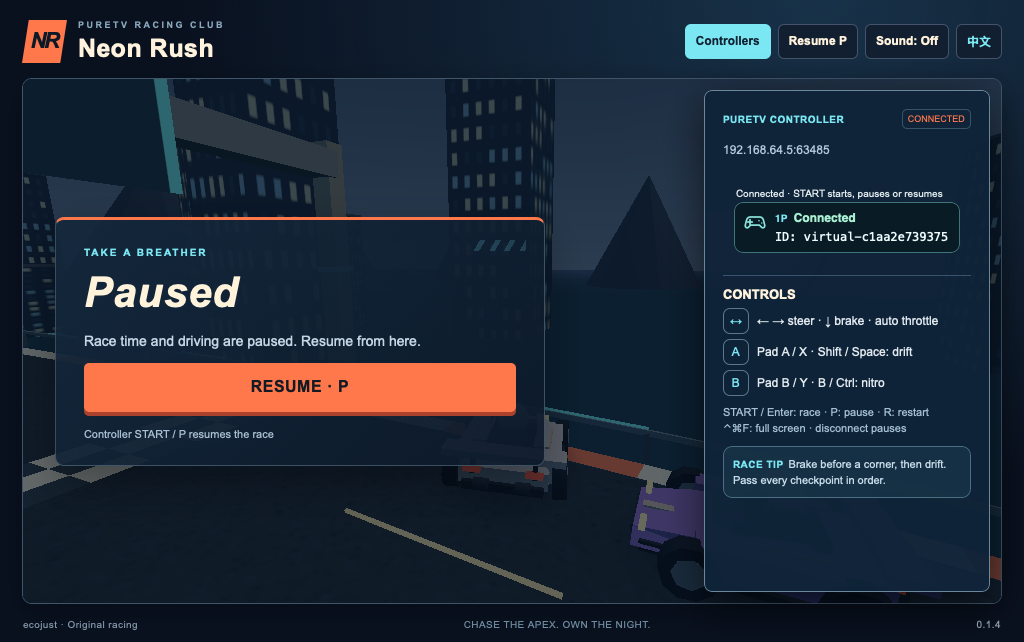 NR
PURETV RACING CLUB
Neon Rush
Controllers
Resume P
Sound: Off
中文
TAKE A BREATHER
Paused
Race time and driving are paused. Resume from here.
RESUME · P
Controller START / P resumes the race
PURETV CONTROLLER
CONNECTED
192.168.64.5:63485
Connected · START starts, pauses or resumes
1P Connected
ID: virtual-c1aa2e739375
CONTROLS
↔ ←→ steer · ↓ brake · auto throttle
A Pad A / X · Shift / Space: drift
B Pad B / Y · B / Ctrl: nitro
START / Enter: race · P: pause · R: restart
^⌘F: full screen · disconnect pauses
RACE TIP Brake before a corner, then drift.
Pass every checkpoint in order.
ecojust · Original racing
CHASE THE APEX. OWN THE NIGHT.
0.1.4